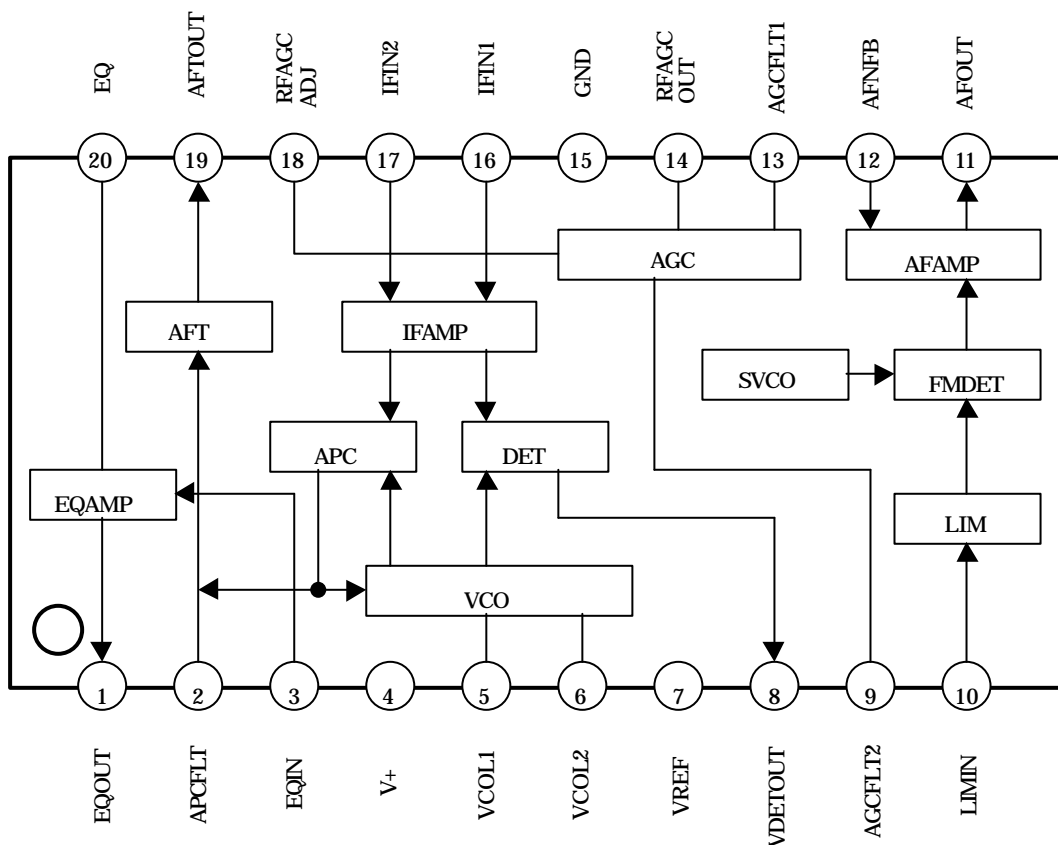 EQ
AFTOUT
RFAGC
ADJ
IFIN2
IFIN1
GND
RFAGC
OUT
AGCFLT1
AFNFB
AFOUT
20
19
18
17
16
15
14
13
12
11
AGC
AFAMP
AFT
IFAMP
SVCO
FMDET
APC
DET
EQAMP
LIM
VCO
1
2
3
4
5
6
7
8
9
10
EQOUT
APCFLT
EQIN
V+
VCOL1
VCOL2
VREF
VDETOUT
AGCFLT2
LIMIN